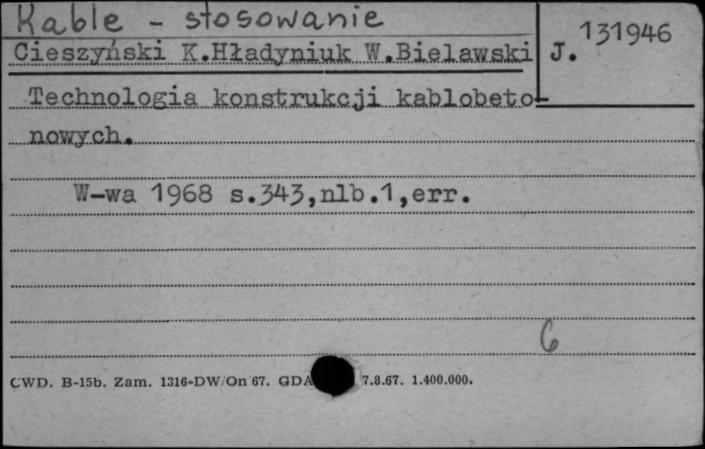 Kable - stosowanie
131946
Cieszyński K.Hładyniuk W.Bielawski J.
Technologia konstrukcji kablobeto-
nowych.
W-wa 1968 s.343,nlb.1,err.
6
CWD. B-15b. Zam. 1316-DW/On 67. GDA 7.8.67. 1.400.000.